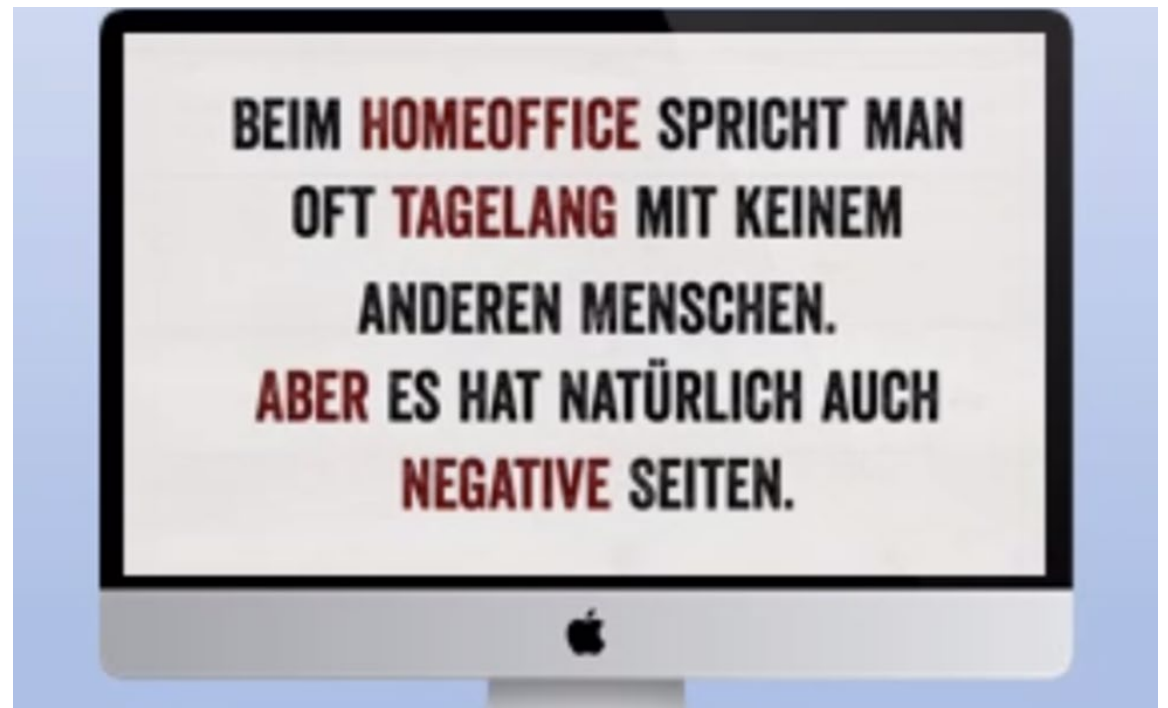 BEIM HOMEOFFICE SPRICHT MAN
OFT TAGELANG MIT KEINEM
ANDEREN MENSCHEN.
ABER ES HAT NATÜRLICH AUCH
NEGATIVE SEITEN.